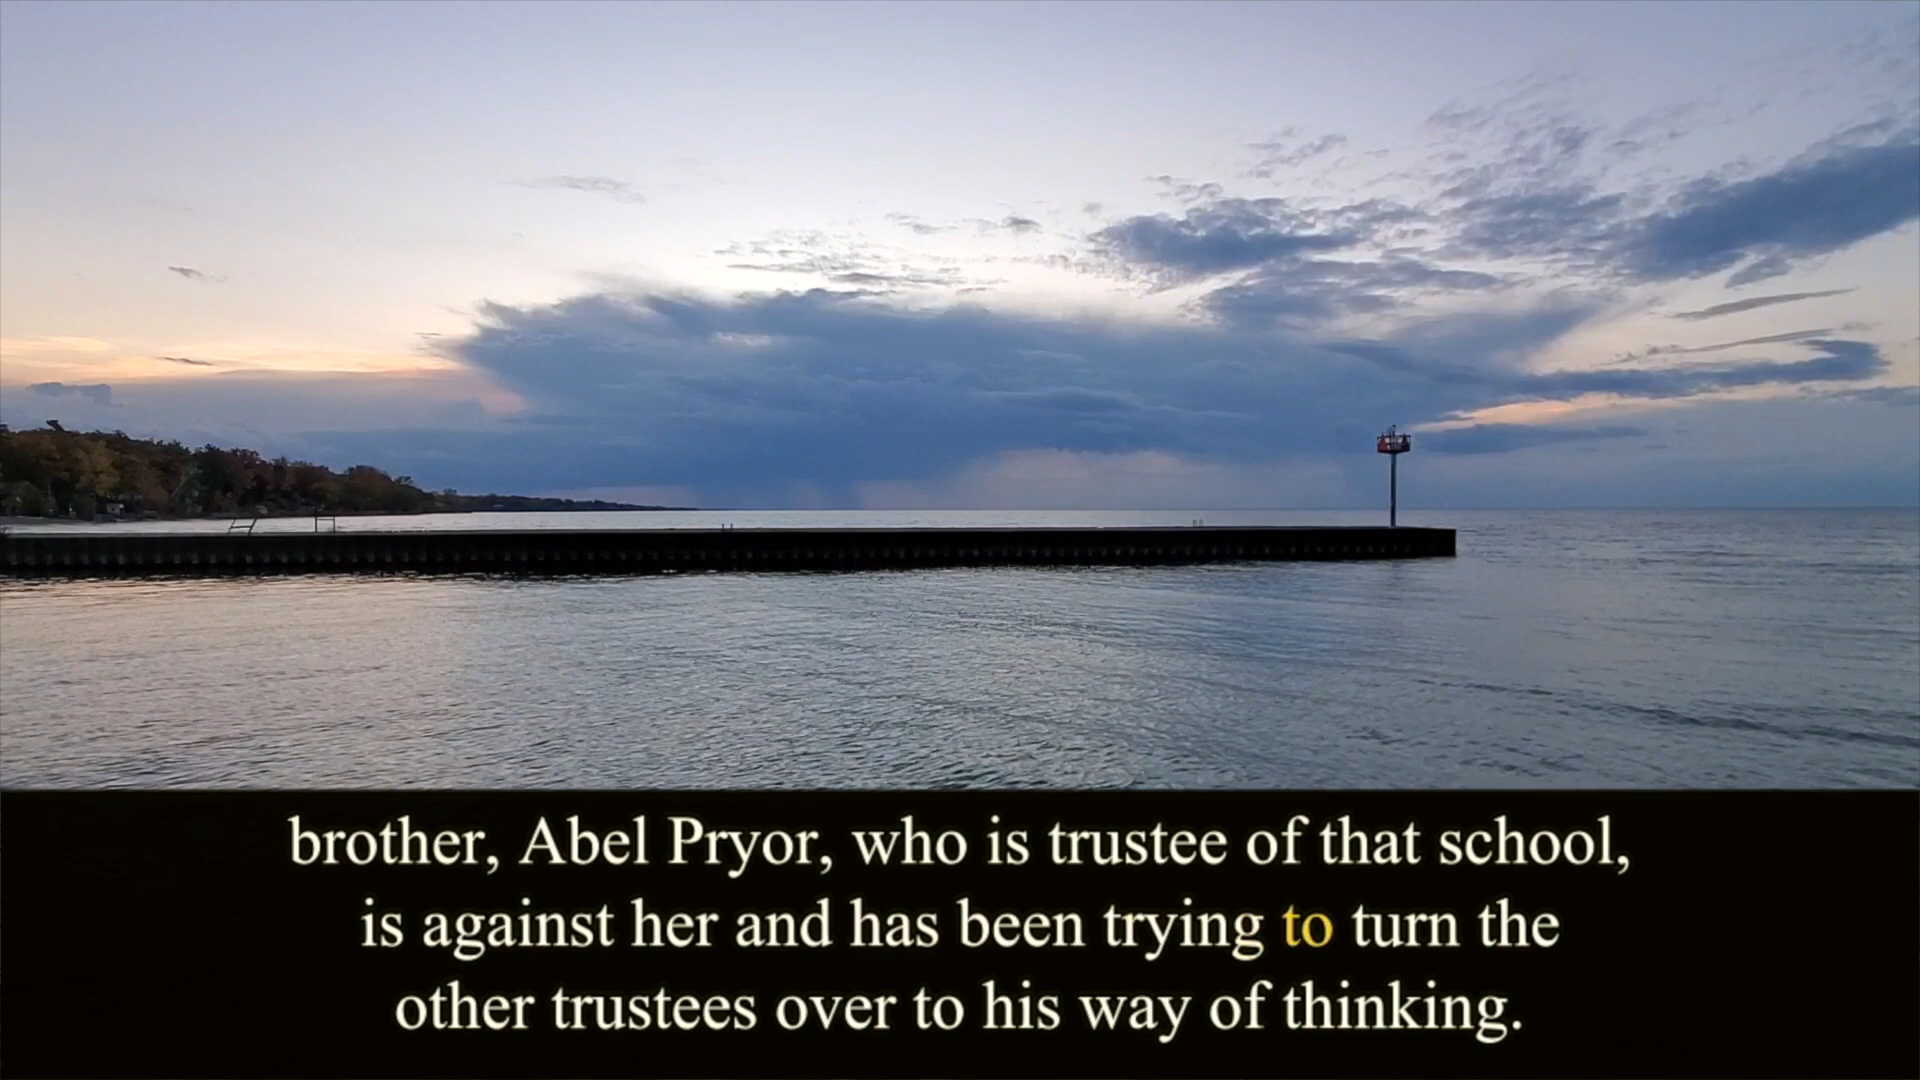 brother, Abel Pryor, who is trustee of that school,
is against her and has been trying to turn the
other trustees over to his way of thinking.